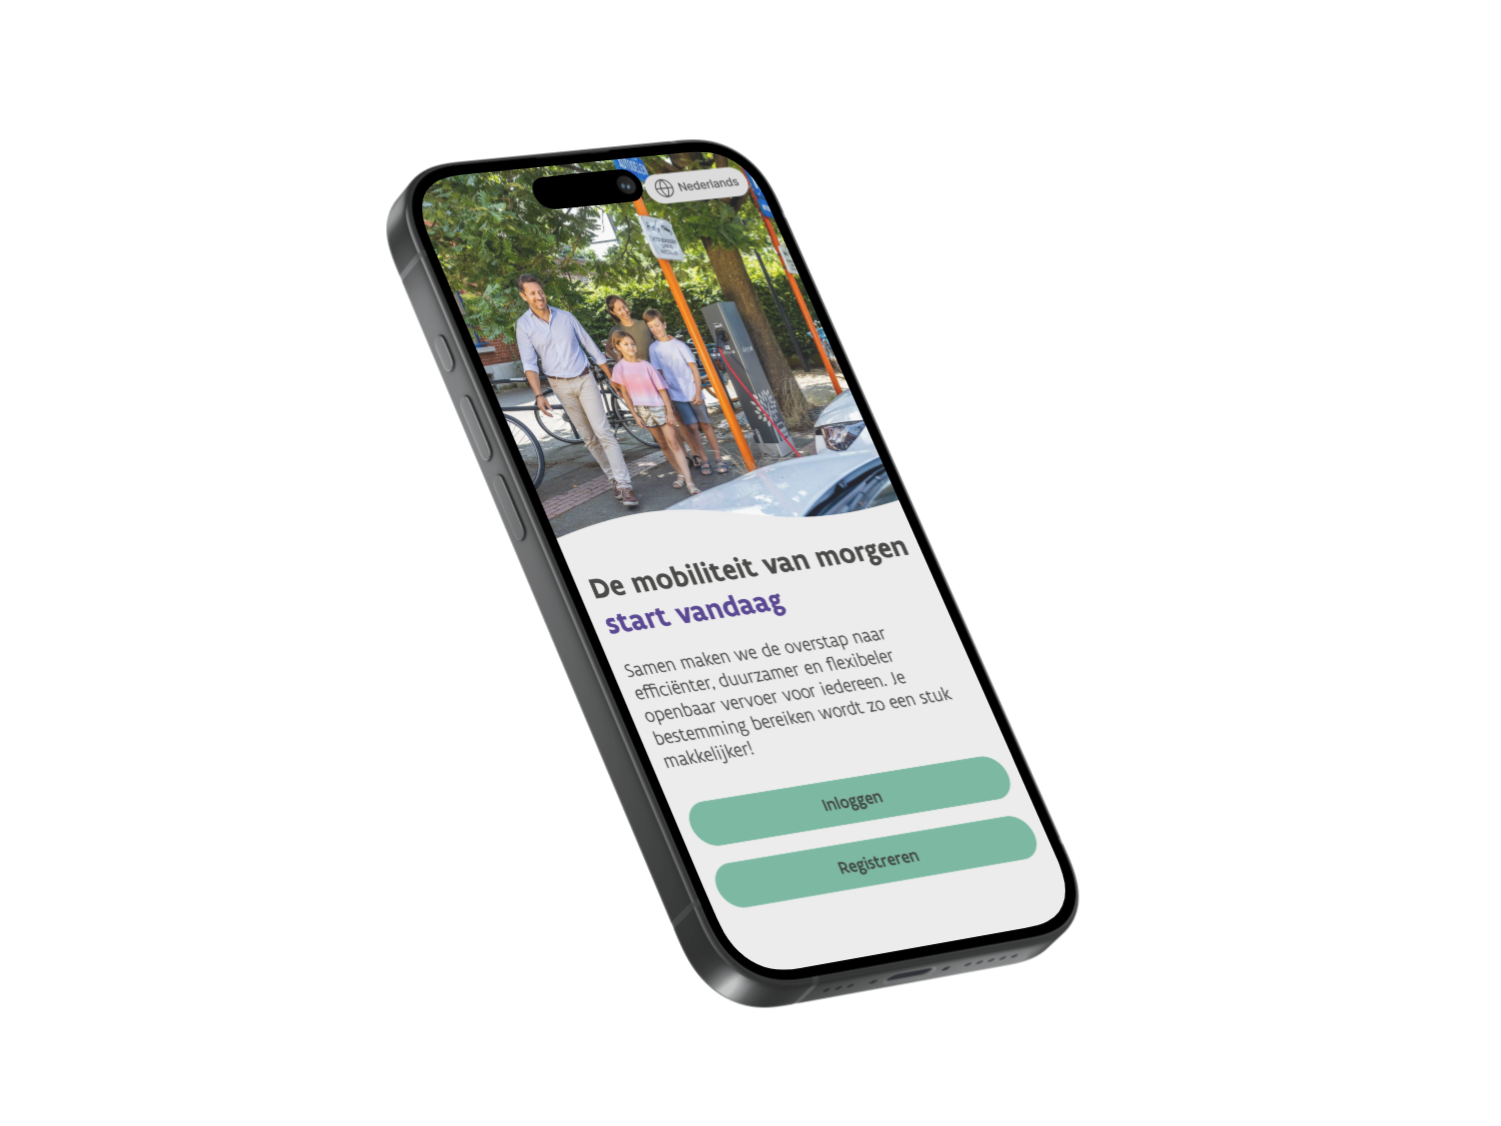 Nederlands
De mobiliteit van morgen
start vandaag
Samen maken we de overstap naar
efficiënter, duurzamer en flexibeler
openbaar vervoer voor iedereen. Je
bestemming bereiken wordt zo een stuk
makkelijker!
Inloggen
Registreren